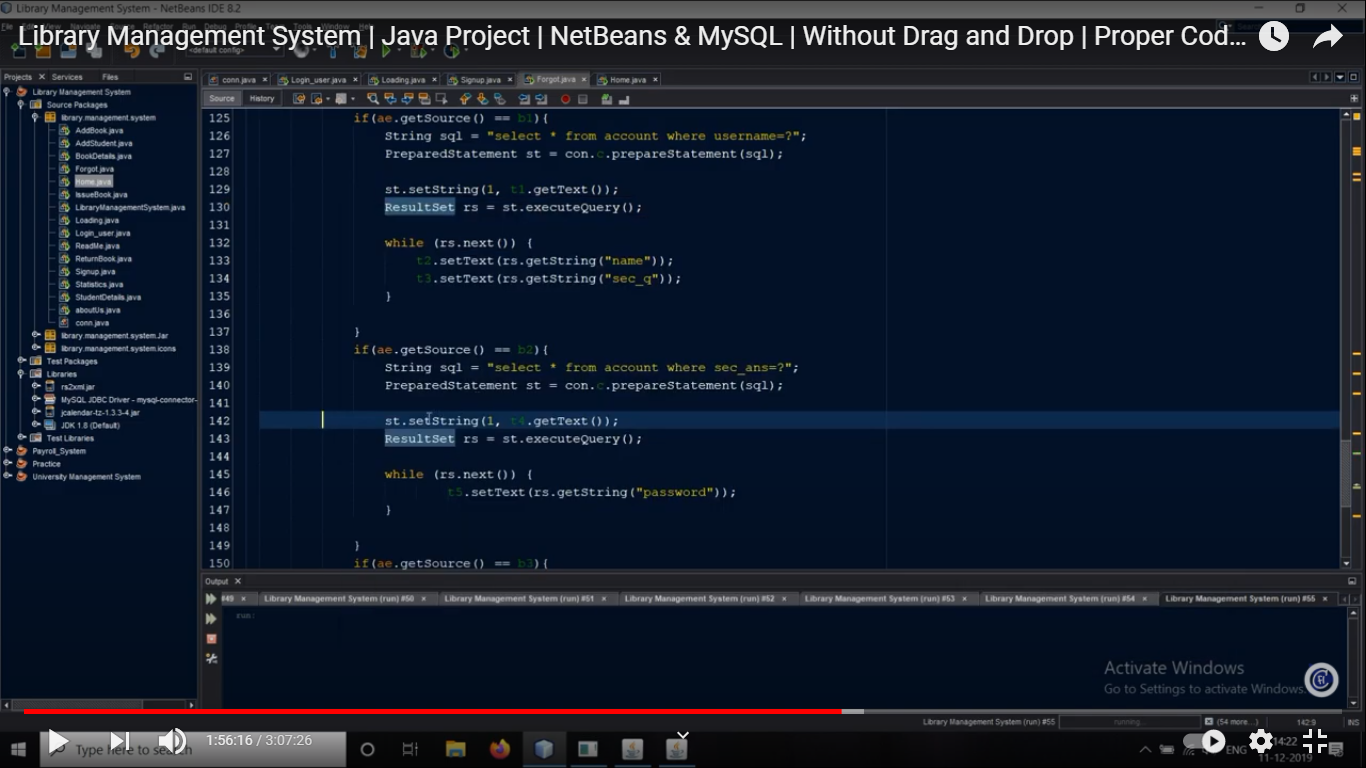 Library Management System - NetBeans IDE 8.2
Library Management System | Java Project | NetBeans & MySQL | Without Drag and Drop | Proper Cod...
<default config>
Projects × Services Files
conn.java × Login_user.java × Loading.java × Signup.java × Forgot.java × Home.java ×
Source History
Library Management System
Source Packages
library.management.system
AddBook.java
AddStudent.java
BookDetails.java
Forgot.java
Home.java
IssueBook.java
LibraryManagementSystem.java
Loading.java
Login_user.java
ReadMe.java
ReturnBook.java
Signup.java
Statistics.java
StudentDetails.java
aboutUs.java
conn.java
library.management.system.Jar
library.management.system.icons
Test Packages
Libraries
rs2xml.jar
MySQL JDBC Driver - mysql-connector-
jcalendar-tz-1.3.3-4.jar
JDK 1.8 (Default)
Test Libraries
Payroll_System
Practice
University Management System
125 if(ae.getSource() == b1){
126 String sql = "select * from account where username=?";
127 PreparedStatement st = con.c.prepareStatement(sql);
128
129 st.setString(1, t1.getText());
130 ResultSet rs = st.executeQuery();
131
132 while (rs.next()) {
133 t2.setText(rs.getString("name"));
134 t3.setText(rs.getString("sec_q"));
135 }
136
137 }
138 if(ae.getSource() == b2){
139 String sql = "select * from account where sec_ans=?";
140 PreparedStatement st = con.c.prepareStatement(sql);
141
142 st.setString(1, t4.getText());
143 ResultSet rs = st.executeQuery();
144
145 while (rs.next()) {
146 t5.setText(rs.getString("password"));
147 }
148
149 }
150 if(ae.getSource() == b3){
Output ×
#49 × Library Management System (run) #50 × Library Management System (run) #51 × Library Management System (run) #52 × Library Management System (run) #53 × Library Management System (run) #54 × Library Management System (run) #55 ×
run:
Activate Windows
Go to Settings to activate Windows.
Library Management System (run) #55 running... (54 more...) 142:9 INS
Type here to search
1:56:16 / 3:07:26
ENG
14:22
11-12-2019